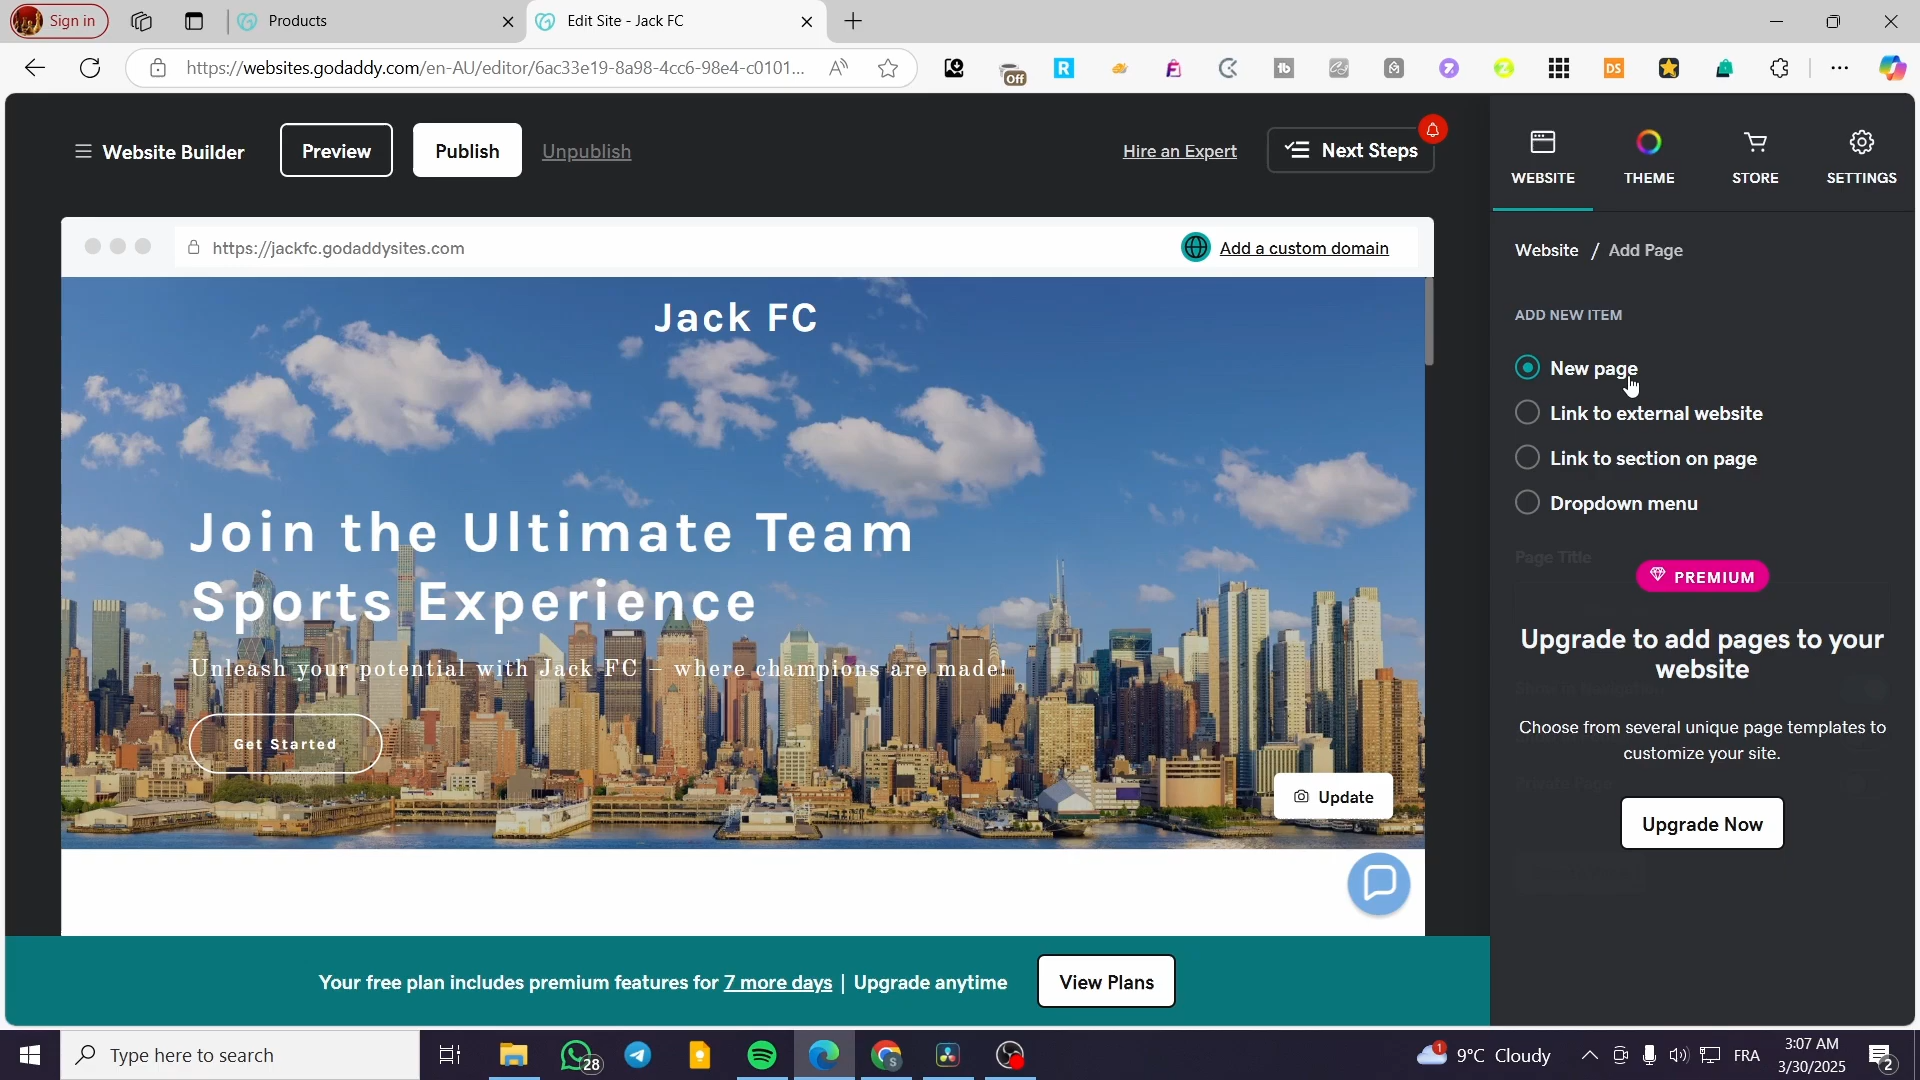 Sign in
Products
Edit Site - Jack FC
https://websites.godaddy.com/en-AU/editor/6ac33e19-8a98-4cc6-98e4-c0101...
Off
Website Builder
Preview
Publish
Unpublish
Hire an Expert
Next Steps
WEBSITE
THEME
STORE
SETTINGS
https://jackfc.godaddysites.com
Add a custom domain
Jack FC
Join the Ultimate Team
Sports Experience
Unleash your potential with Jack FC – where champions are made!
Get Started
Update
Website / Add Page
ADD NEW ITEM
New page
Link to external website
Link to section on page
Dropdown menu
Page Title
PREMIUM
Upgrade to add pages to your
website
Choose from several unique page templates to
customize your site.
Upgrade Now
Your free plan includes premium features for 7 more days | Upgrade anytime
View Plans
Type here to search
28
1
9°C Cloudy
FRA
3:07 AM
3/30/2025
2